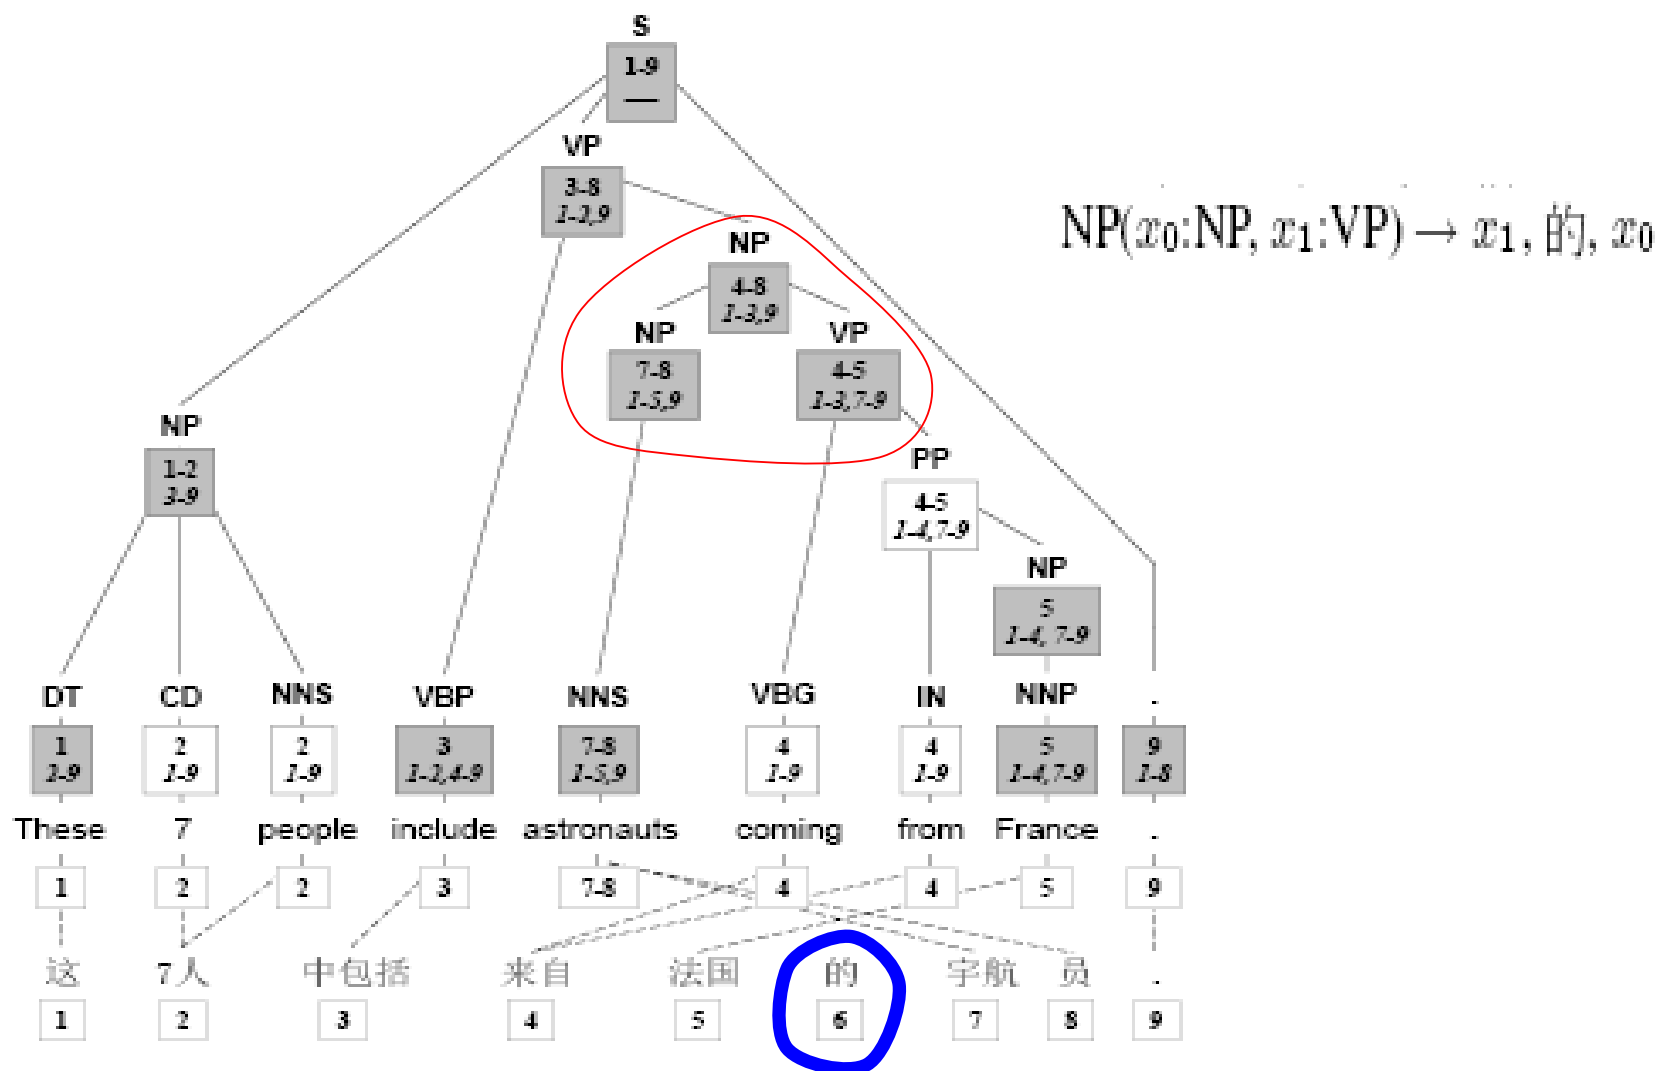 S
1-9
VP
3-8
1-2,9
NP(x₀:NP, x₁:VP) → x₁, 的, x₀
NP
4-8
1-3,9
NP VP
7-8 4-5
1-5,9 1-3,7-9
NP
1-2
3-9
PP
4-5
1-4,7-9
NP
5
1-4, 7-9
DT CD NNS VBP NNS VBG IN NNP .
1 2 2 3 7-8 4 4 5 9
2-9 1-9 1-9 1-2,4-9 1-5,9 1-9 1-9 1-4,7-9 1-8
These 7 people include astronauts coming from France .
1 2 2 3 7-8 4 4 5 9
这 7人 中包括 来自 法国 的 宇航 员 .
1 2 3 4 5 6 7 8 9